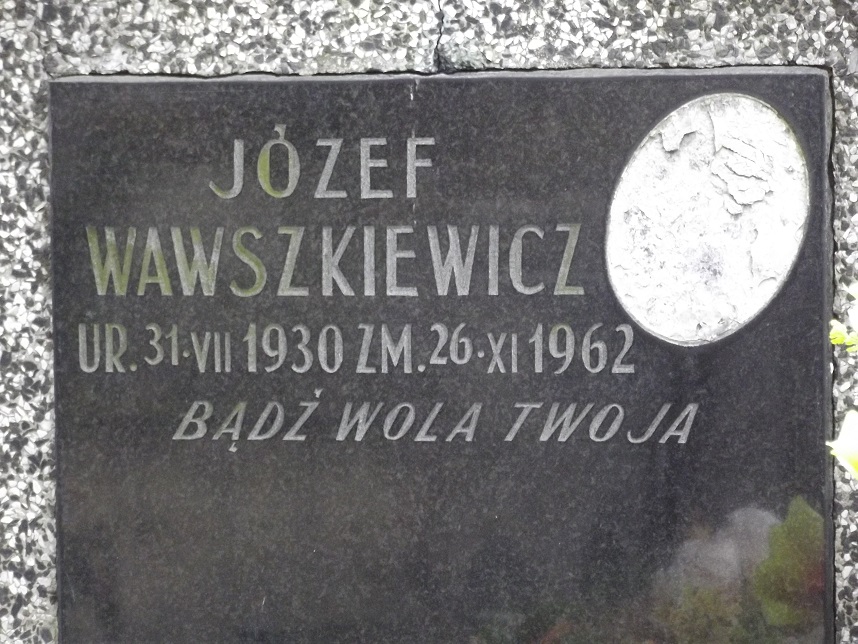 JÓZEF
WAWSZKIEWICZ
UR. 31·VII 1930 ZM. 26·XI 1962
BĄDŹ WOLA TWOJA